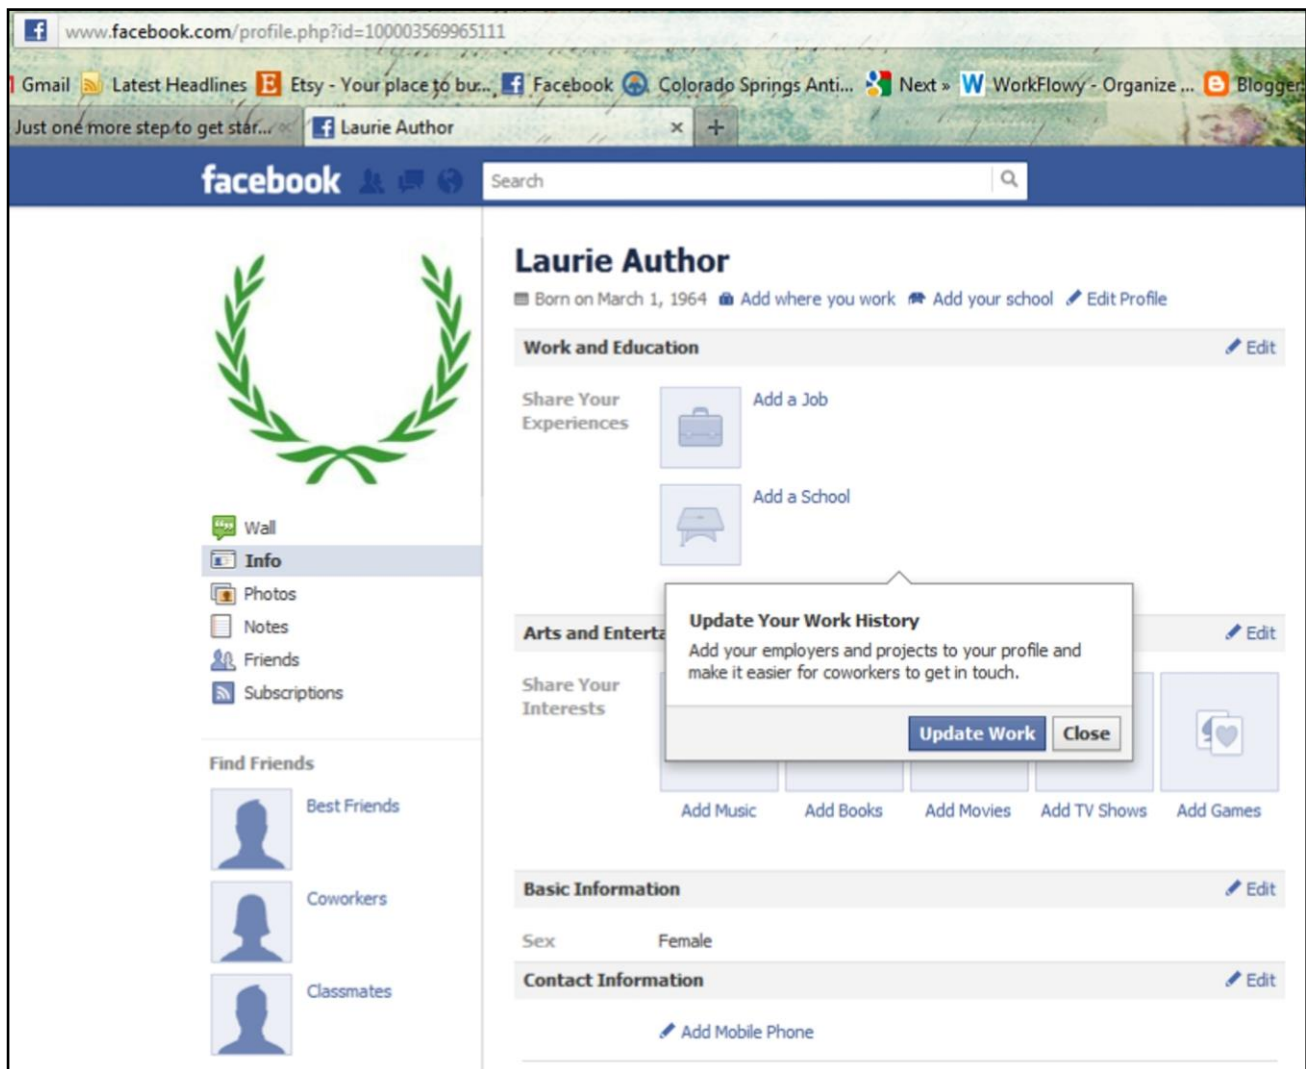 www.facebook.com/profile.php?id=100003569965111
Gmail Latest Headlines Etsy - Your place to bu... Facebook Colorado Springs Anti... Next » WorkFlowy - Organize ... Blogger:
Just one more step to get star... Laurie Author
facebook Search
Laurie Author
Born on March 1, 1964 Add where you work Add your school Edit Profile
Work and Education Edit
Share Your
Experiences
Add a Job
Add a School
Wall
Info
Photos
Notes
Friends
Subscriptions
Update Your Work History
Add your employers and projects to your profile and
make it easier for coworkers to get in touch.
Update Work Close
Arts and Enterta Edit
Share Your
Interests
Add Music Add Books Add Movies Add TV Shows Add Games
Find Friends
Best Friends
Coworkers
Classmates
Basic Information Edit
Sex Female
Contact Information Edit
Add Mobile Phone